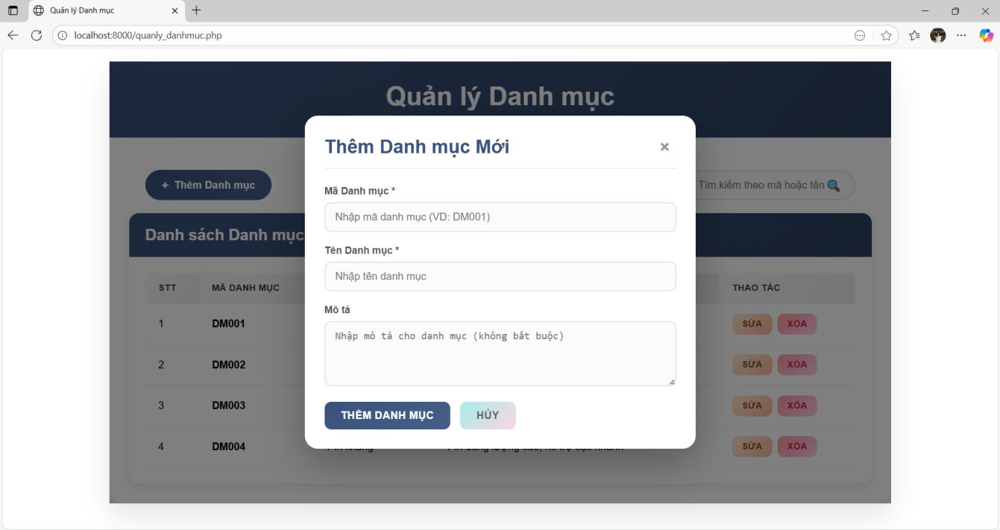 Quản lý Danh mục
localhost:8000/quanly_danhmuc.php
Quản lý Danh mục
Thêm Danh mục Mới
×
+ Thêm Danh mục
Tìm kiếm theo mã hoặc tên
Mã Danh mục *
Nhập mã danh mục (VD: DM001)
Danh sách Danh mục
Tên Danh mục *
Nhập tên danh mục
STT MÃ DANH MỤC THAO TÁC
Mô tả
Nhập mô tả cho danh mục (không bắt buộc)
1 DM001 SỬA XÓA
2 DM002 SỬA XÓA
3 DM003 SỬA XÓA
THÊM DANH MỤC HỦY
4 DM004 SỬA XÓA